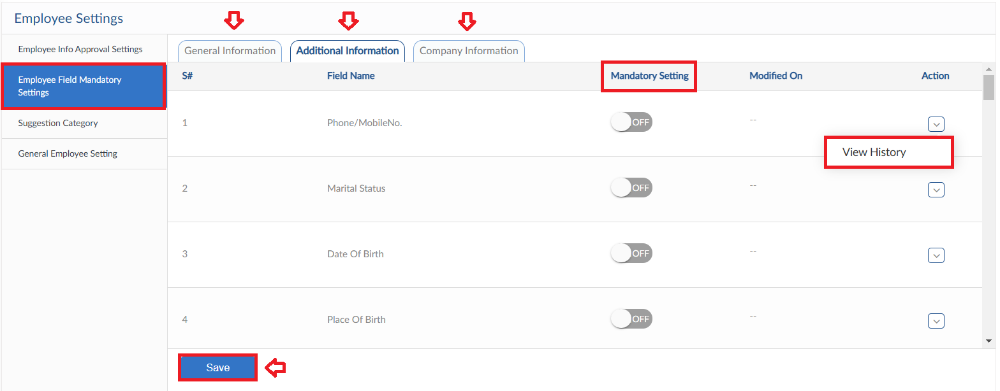 Employee Settings
Employee Info Approval Settings
Employee Field Mandatory
Settings
Suggestion Category
General Employee Setting
General Information
Additional Information
Company Information
S# Field Name Mandatory Setting Modified On Action
1 Phone/MobileNo. OFF --
View History
2 Marital Status OFF --
3 Date Of Birth OFF --
4 Place Of Birth OFF --
Save